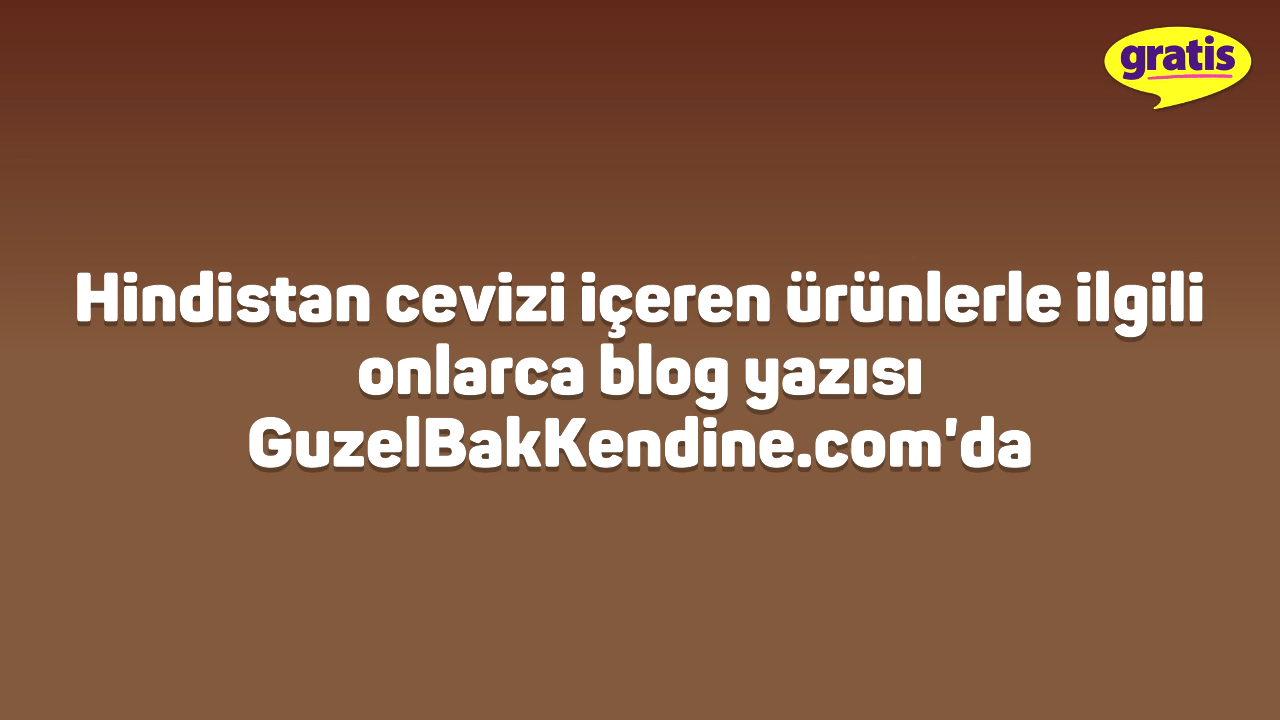 gratis
Hindistan cevizi içeren ürünlerle ilgili
onlarca blog yazısı
GuzelBakKendine.com'da